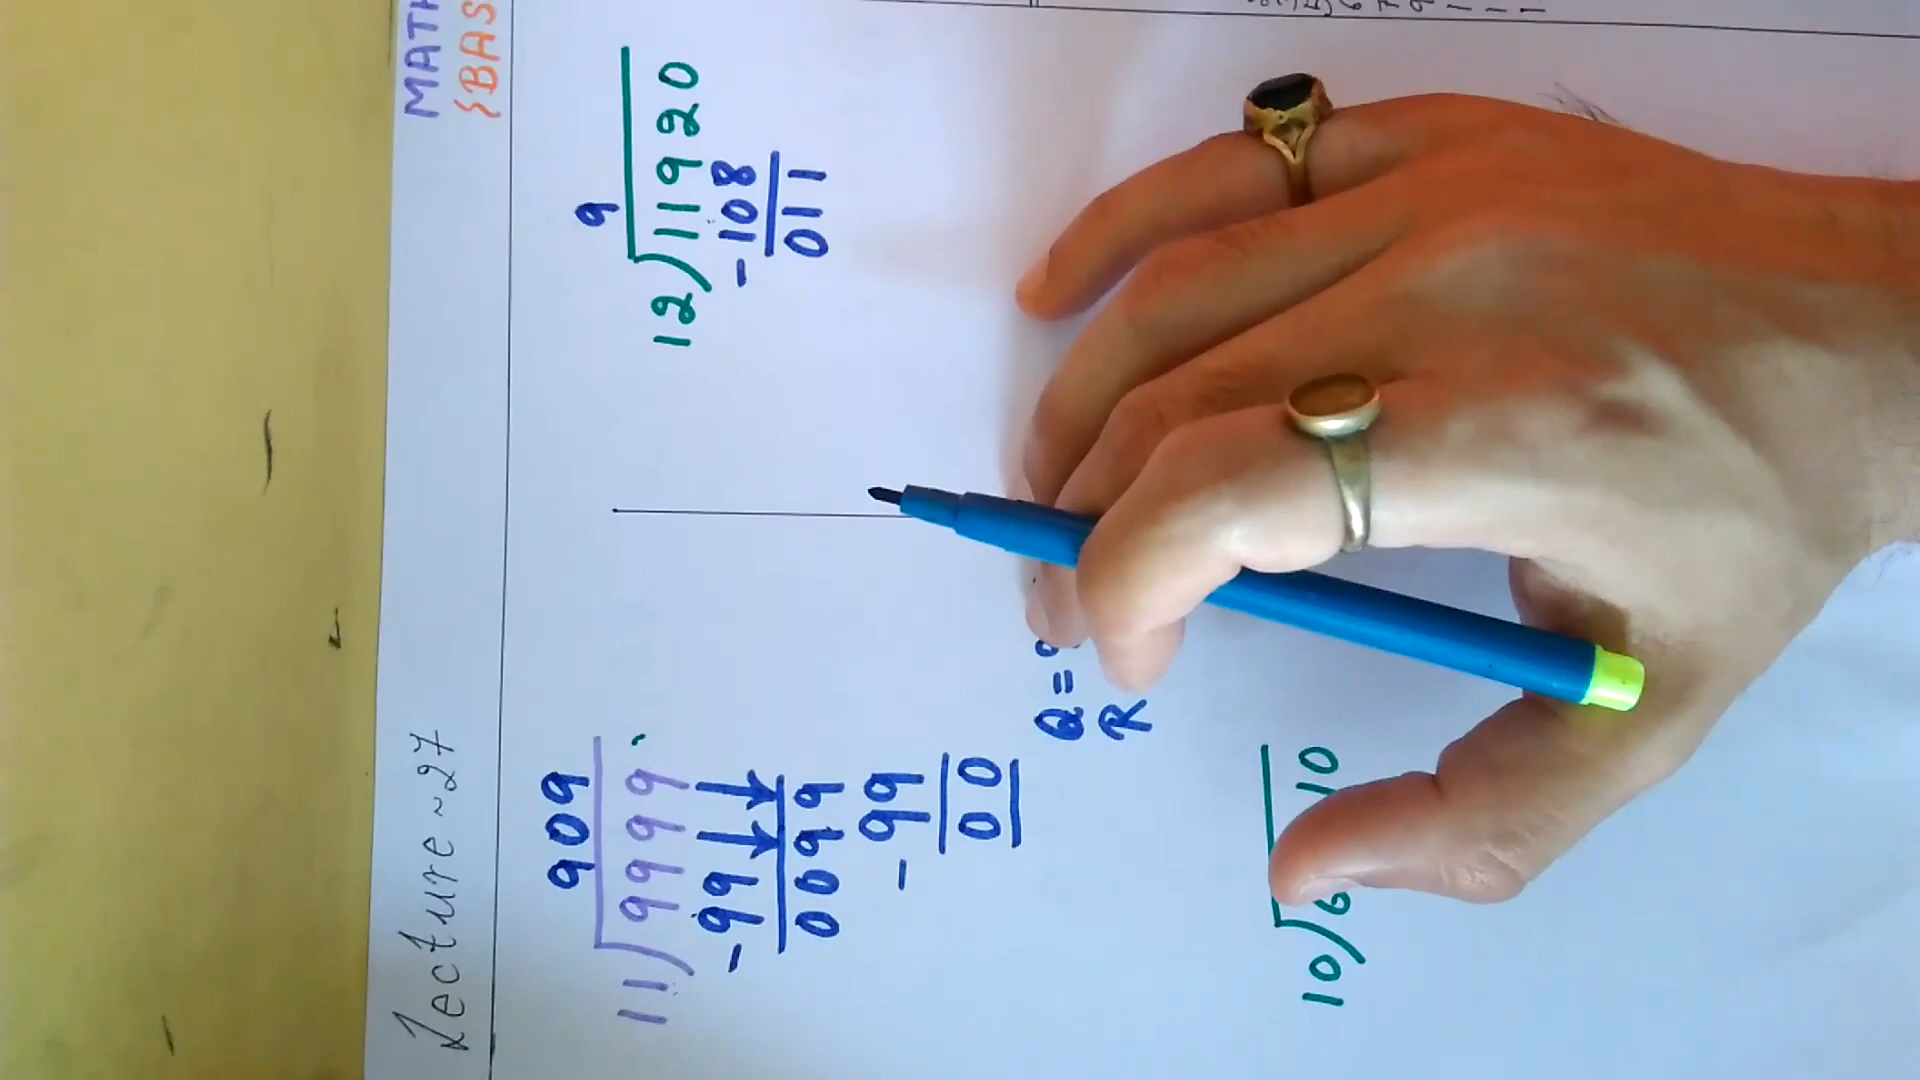 Lecture ~ 27
MATH
{BAS
909
11)9999
-99
0099
-99
00
Q = 9
R
9
12)11920
-108
011
10)6 10